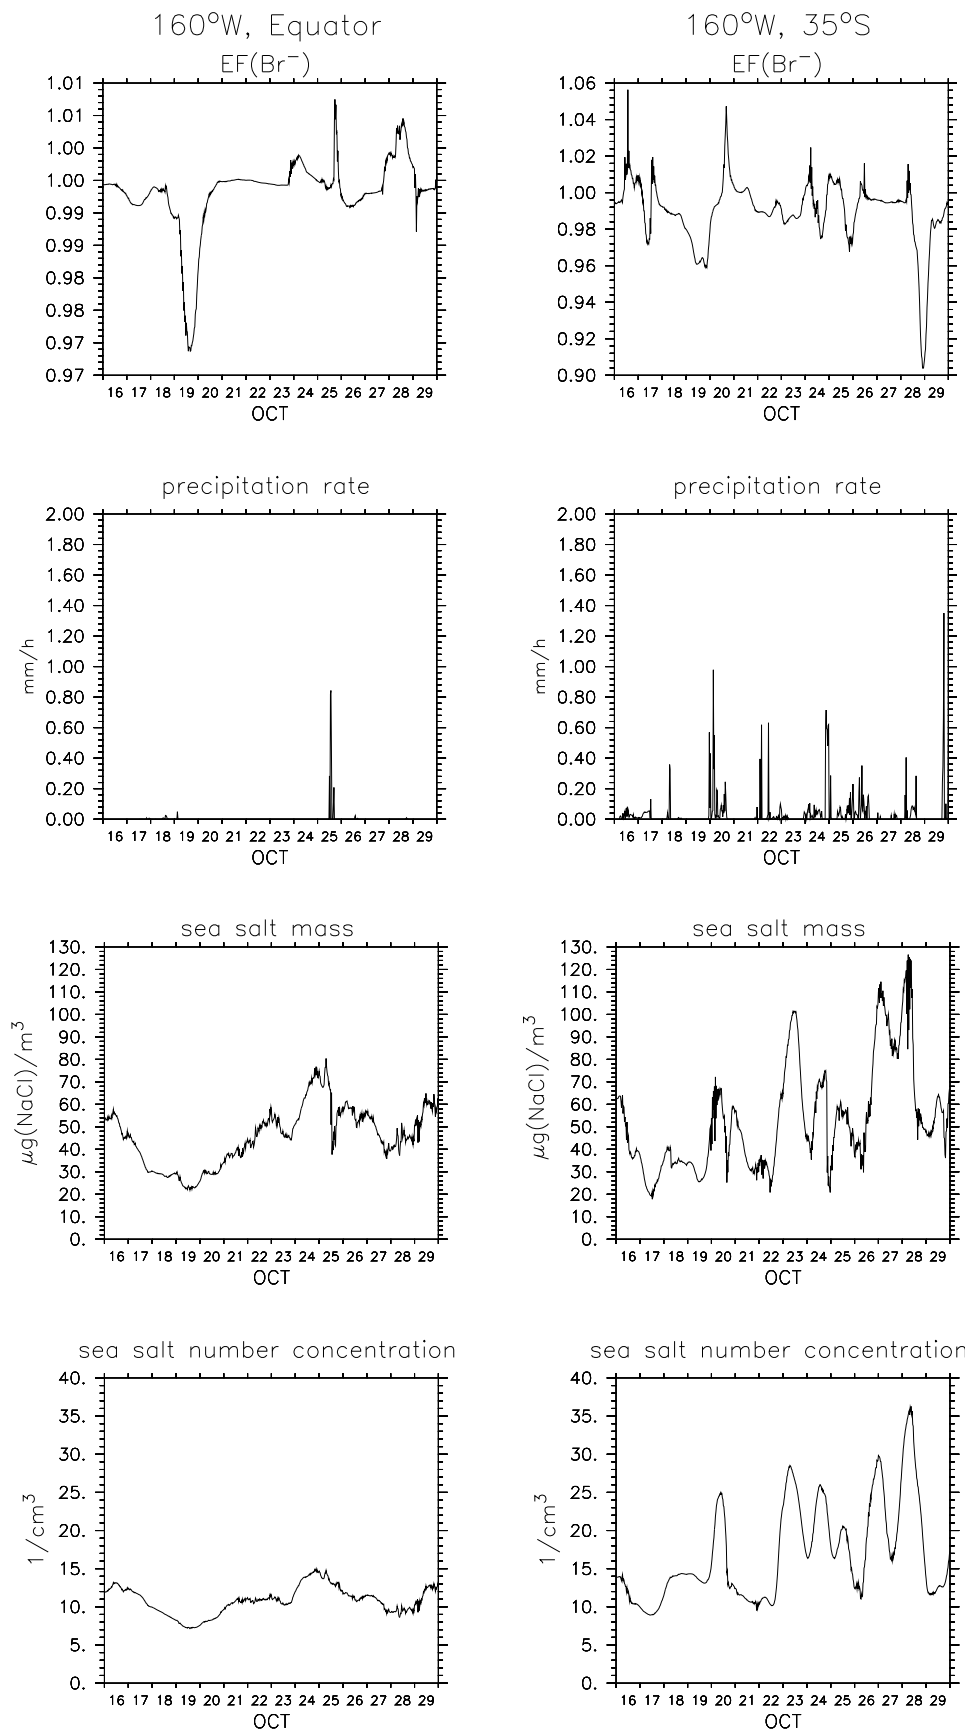 160°W, Equator
EF(Br⁻)
1.01
1.01
1.00
1.00
0.99
0.99
0.98
0.98
0.97
0.97
16 17 18 19 20 21 22 23 24 25 26 27 28 29
OCT
160°W, 35°S
EF(Br⁻)
1.06
1.04
1.02
1.00
0.98
0.96
0.94
0.92
0.90
16 17 18 19 20 21 22 23 24 25 26 27 28 29
OCT
precipitation rate
mm/h
2.00
1.80
1.60
1.40
1.20
1.00
0.80
0.60
0.40
0.20
0.00
16 17 18 19 20 21 22 23 24 25 26 27 28 29
OCT
precipitation rate
mm/h
2.00
1.80
1.60
1.40
1.20
1.00
0.80
0.60
0.40
0.20
0.00
16 17 18 19 20 21 22 23 24 25 26 27 28 29
OCT
sea salt mass
µg(NaCl)/m³
130.
120.
110.
100.
90.
80.
70.
60.
50.
40.
30.
20.
10.
0.
16 17 18 19 20 21 22 23 24 25 26 27 28 29
OCT
sea salt mass
µg(NaCl)/m³
130.
120.
110.
100.
90.
80.
70.
60.
50.
40.
30.
20.
10.
0.
16 17 18 19 20 21 22 23 24 25 26 27 28 29
OCT
sea salt number concentration
1/cm³
40.
35.
30.
25.
20.
15.
10.
5.
0.
16 17 18 19 20 21 22 23 24 25 26 27 28 29
OCT
sea salt number concentration
1/cm³
40.
35.
30.
25.
20.
15.
10.
5.
0.
16 17 18 19 20 21 22 23 24 25 26 27 28 29
OCT